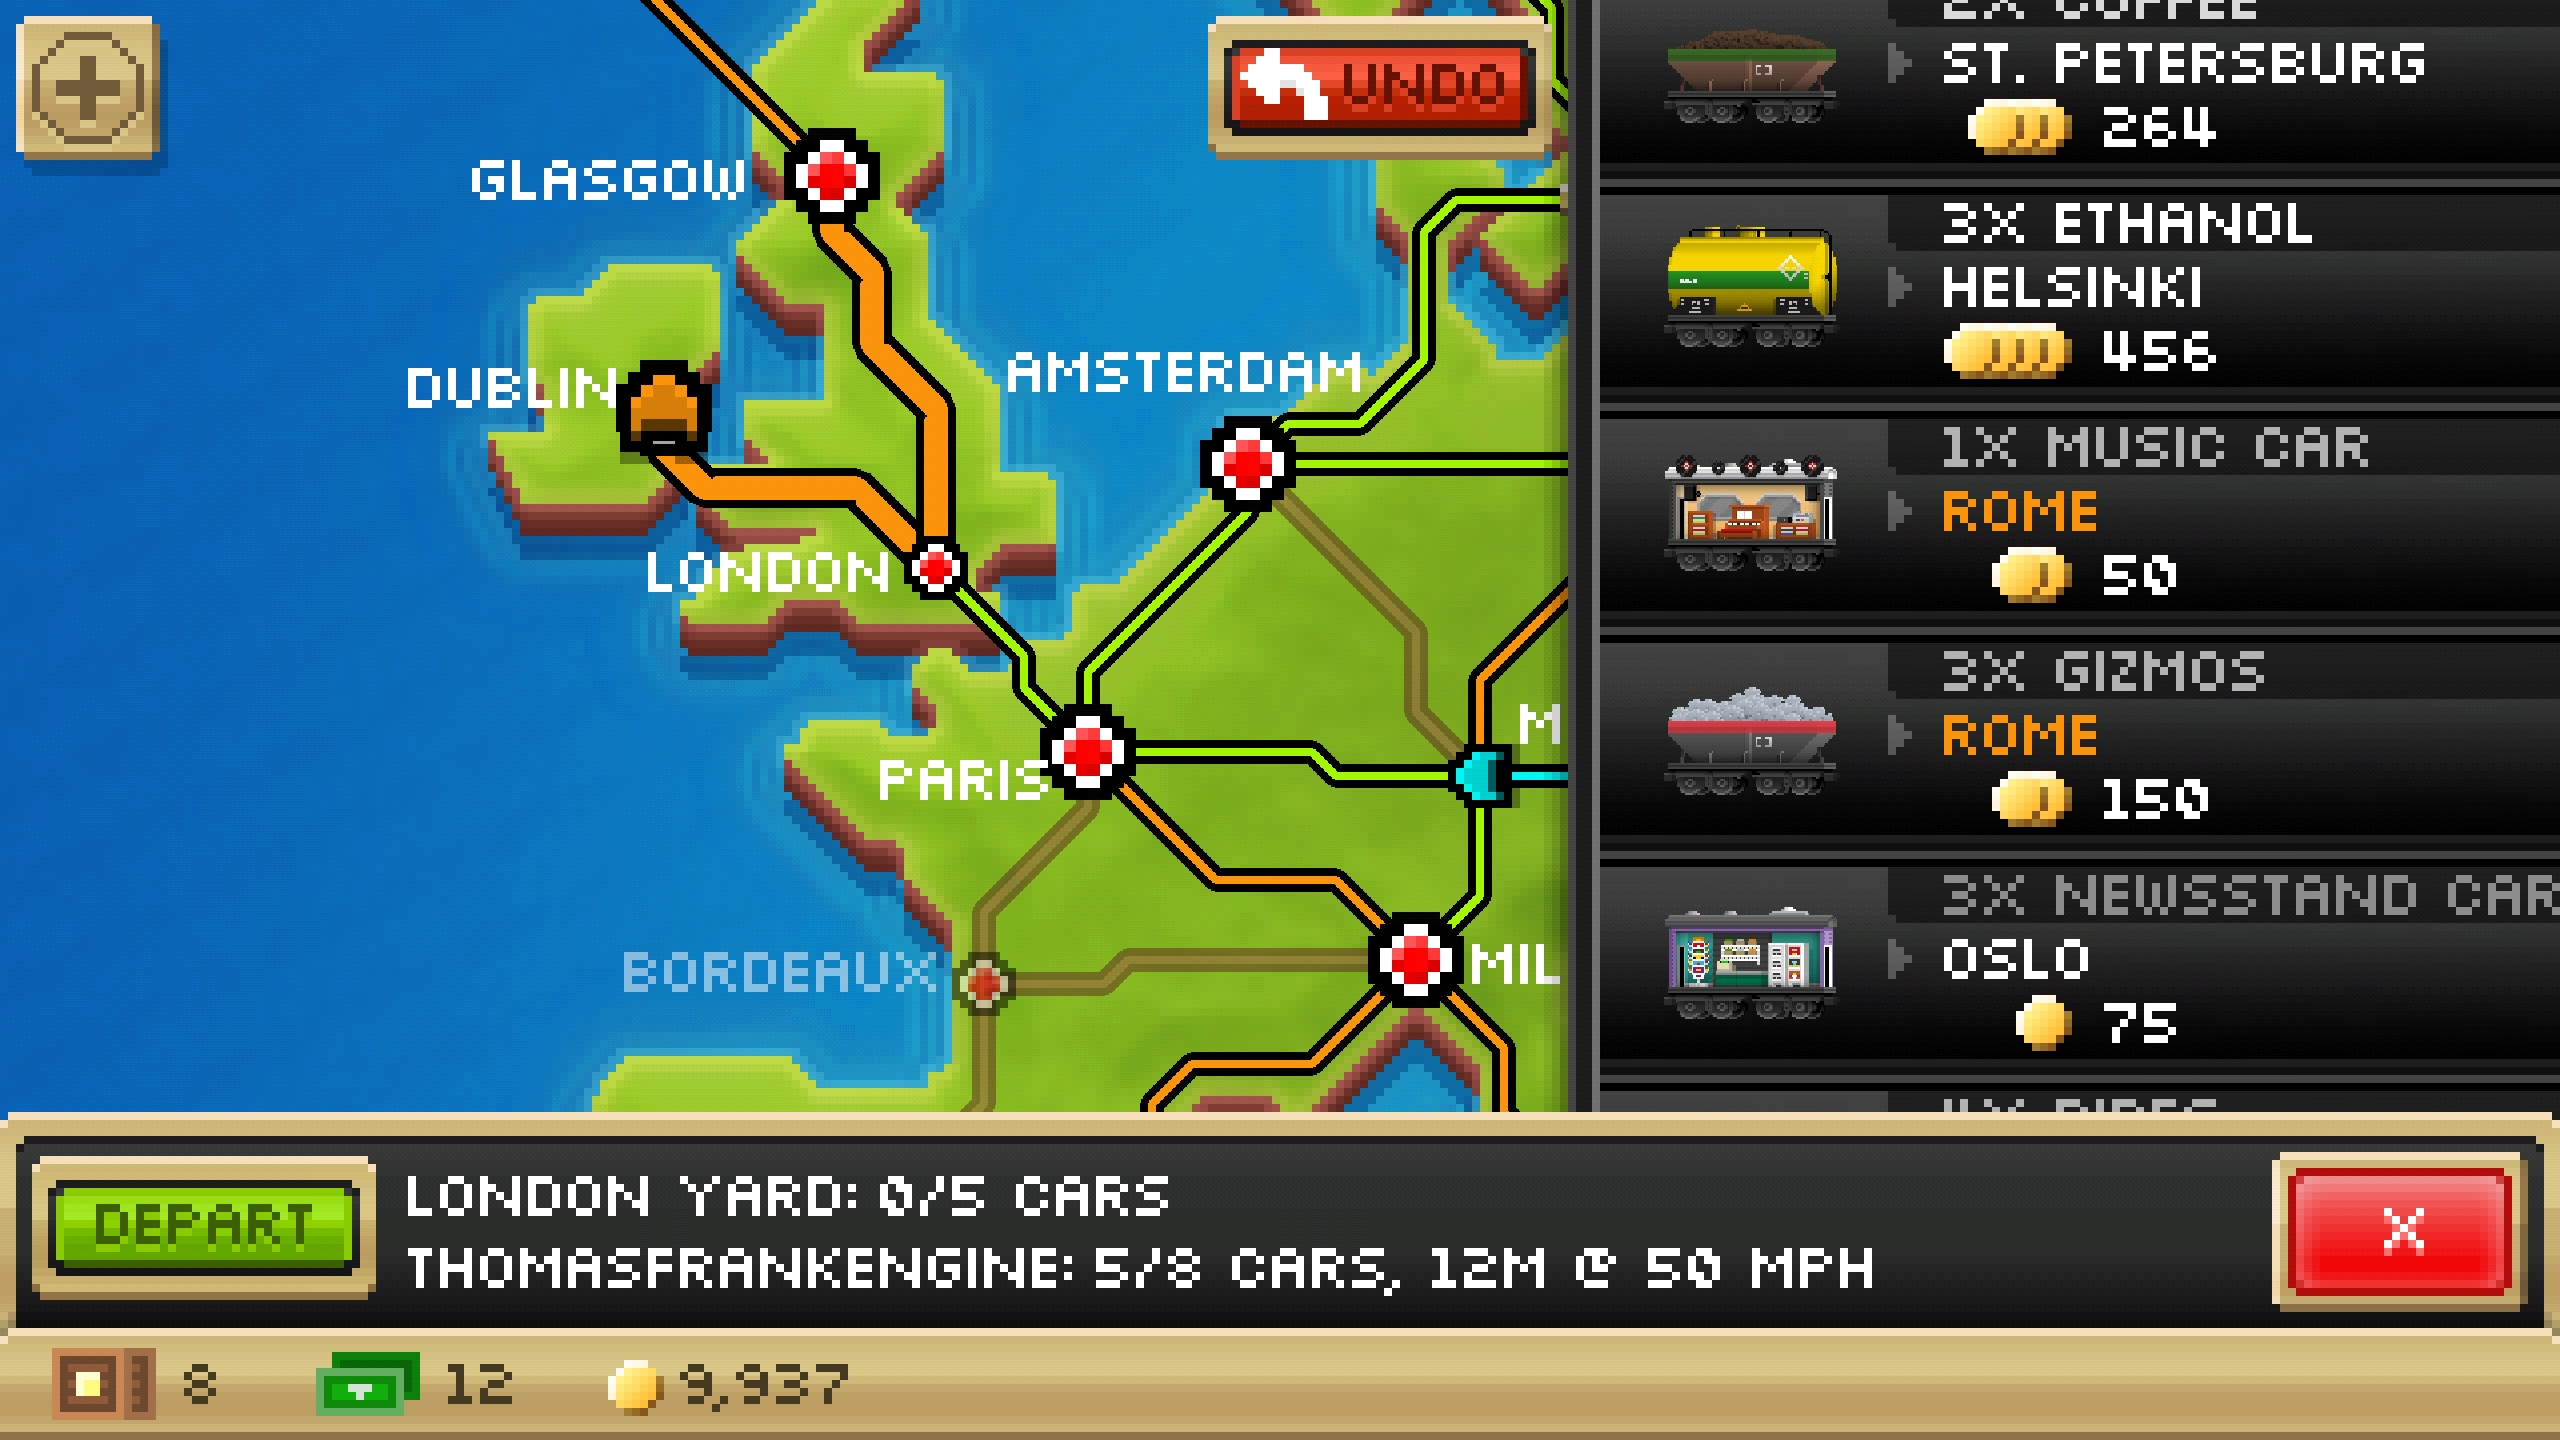 UNDO
GLASGOW
DUBLIN
AMSTERDAM
LONDON
PARIS
M
BORDEAUX
MIL
2X COFFEE
ST. PETERSBURG
264
3X ETHANOL
HELSINKI
456
1X MUSIC CAR
ROME
50
3X GIZMOS
ROME
150
3X NEWSSTAND CAR
OSLO
75
DEPART
LONDON YARD: 0/5 CARS
THOMASFRANKENGINE: 5/8 CARS, 12M @ 50 MPH
X
8
12
9,937